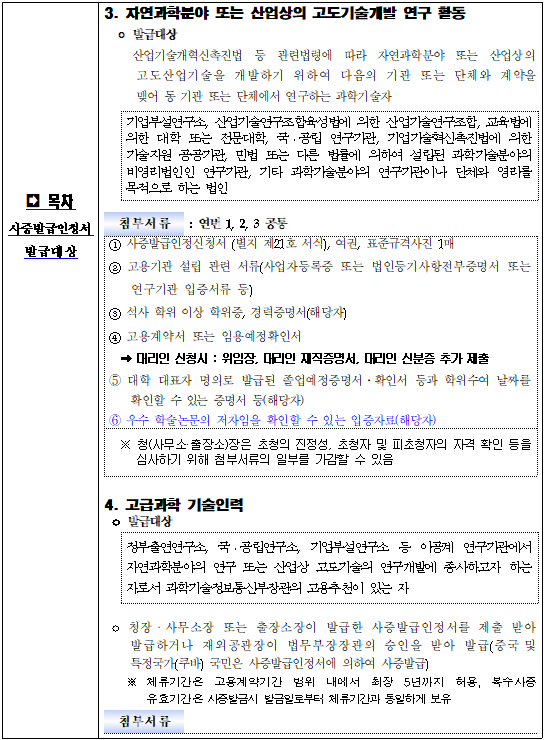 3. 자연과학분야 또는 산업상의 고도기술개발 연구 활동
ㅇ 발급대상
산업기술개혁신촉진법 등 관련법령에 따라 자연과학분야 또는 산업상의
고도산업기술을 개발하기 위하여 다음의 기관 또는 단체와 계약을
맺어 동 기관 또는 단체에서 연구하는 과학기술자
기업부설연구소, 산업기술연구조합육성법에 의한 산업기술연구조합, 교육법에
의한 대학 또는 전문대학, 국·공립 연구기관, 기업기술혁신촉진법에 의한
기술지원 공공기관, 민법 또는 다른 법률에 의하여 설립된 과학기술분야의
비영리법인인 연구기관, 기타 과학기술분야의 연구기관이나 단체와 영리를
목적으로 하는 법인
➡ 목차
사증발급인정서
발급대상
첨부서류 : 연번 1, 2, 3 공통
① 사증발급인정신청서 (별지 제21호 서식), 여권, 표준규격사진 1매
② 고용기관 설립 관련 서류(사업자등록증 또는 법인등기사항전부증명서 또는
연구기관 입증서류 등)
③ 석사 학위 이상 학위증, 경력증명서(해당자)
④ 고용계약서 또는 임용예정확인서
➜ 대리인 신청시 : 위임장, 대리인 재직증명서, 대리인 신분증 추가 제출
⑤ 대학 대표자 명의로 발급된 졸업예정증명서·확인서 등과 학위수여 날짜를
확인할 수 있는 증명서 등(해당자)
⑥ 우수 학술논문의 저자임을 확인할 수 있는 입증자료(해당자)
※ 청(사무소·출장소)장은 초청의 진정성, 초청자 및 피초청자의 자격 확인 등을
심사하기 위해 첨부서류의 일부를 가감할 수 있음
4. 고급과학 기술인력
ㅇ 발급대상
정부출연연구소, 국·공립연구소, 기업부설연구소 등 이공계 연구기관에서
자연과학분야의 연구 또는 산업상 고도기술의 연구개발에 종사하고자 하는
자로서 과학기술정보통신부장관의 고용추천이 있는 자
ㅇ 청장·사무소장 또는 출장소장이 발급한 사증발급인정서를 제출 받아
발급하거나 재외공관장이 법무부장장관의 승인을 받아 발급(중국 및
특정국가(쿠바) 국민은 사증발급인정서에 의하여 사증발급)
※ 체류기간은 고용계약기간 범위 내에서 최장 5년까지 허용, 복수사증
유효기간은 사증발급시 발급일로부터 체류기간과 동일하게 보유
첨부서류